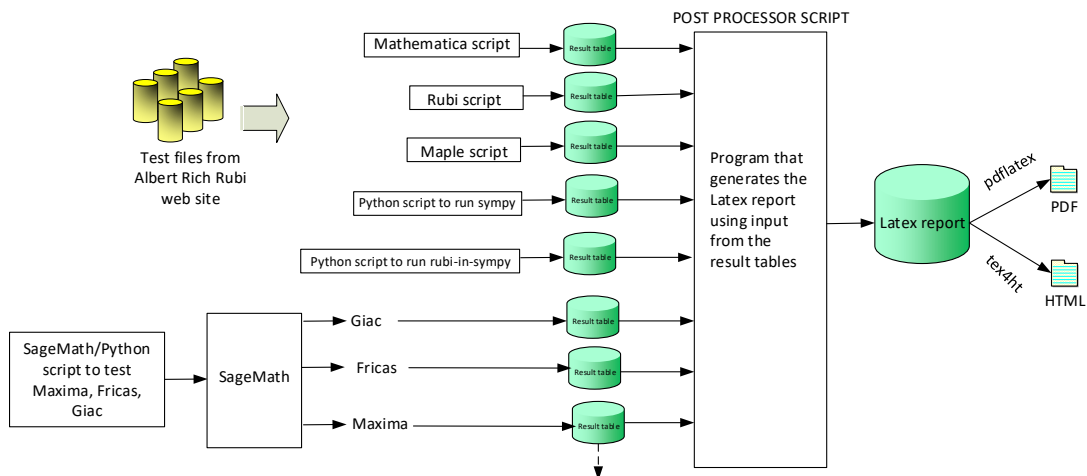 POST PROCESSOR SCRIPT
Mathematica script
Result table
Rubi script
Result table
Maple script
Result table
Python script to run sympy
Result table
Python script to run rubi-in-sympy
Result table
Test files from
Albert Rich Rubi
web site
Program that
generates the
Latex report
using input
from the
result tables
Latex report
pdflatex
PDF
tex4ht
HTML
SageMath/Python
script to test
Maxima, Fricas,
Giac
SageMath
Giac
Result table
Fricas
Result table
Maxima
Result table